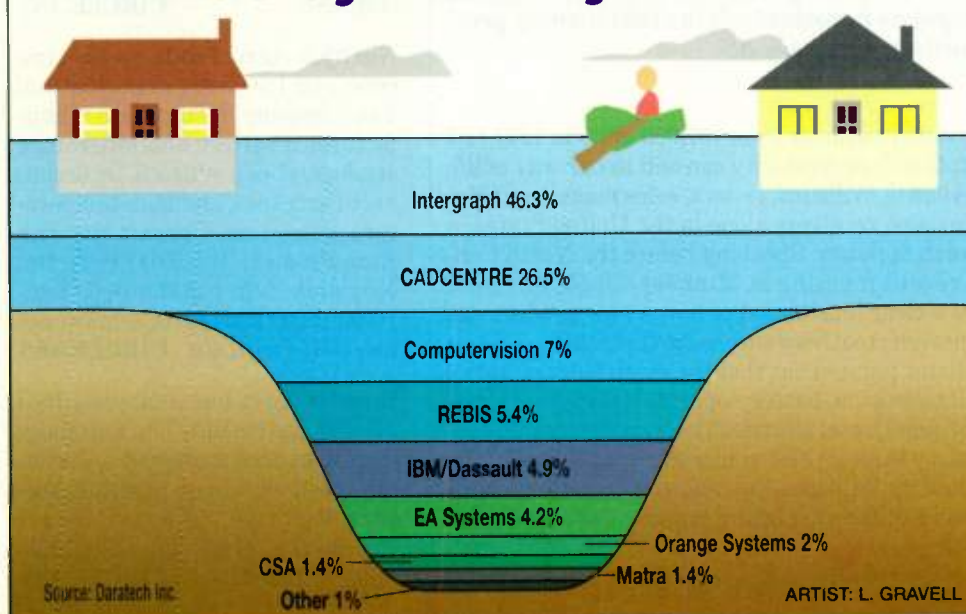 Intergraph 46.3%
CADCENTRE 26.5%
Computervision 7%
REBIS 5.4%
IBM/Dassault 4.9%
EA Systems 4.2%
Orange Systems 2%
CSA 1.4%
Matra 1.4%
Other 1%
Source: Daratech Inc.
ARTIST: L. GRAVELL